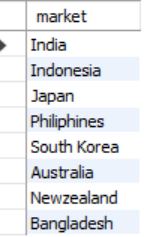 market
India
Indonesia
Japan
Philiphines
South Korea
Australia
Newzealand
Bangladesh